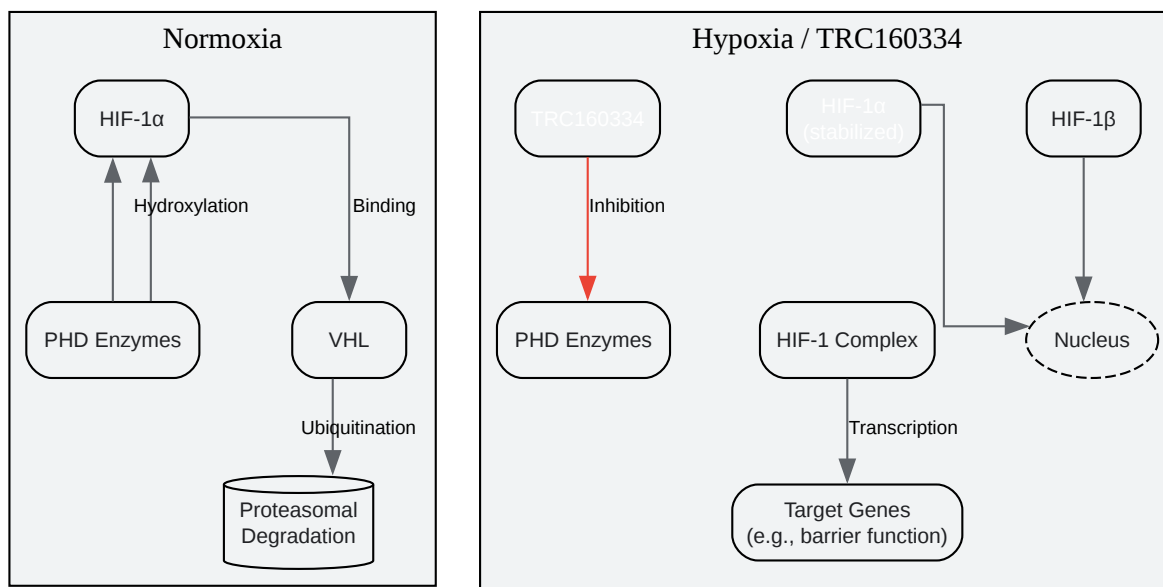 Normoxia
HIF-1α
Hydroxylation
Binding
PHD Enzymes
VHL
Ubiquitination
Proteasomal
Degradation
Hypoxia / TRC160334
TRC160334
HIF-1α
(stabilized)
HIF-1β
Inhibition
PHD Enzymes
HIF-1 Complex
Nucleus
Transcription
Target Genes
(e.g., barrier function)